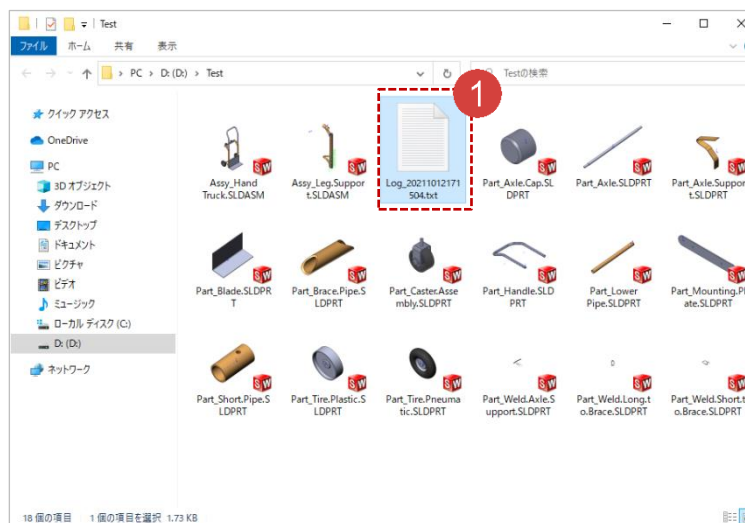 Test
ファイル ホーム 共有 表示
PC > D: (D:) > Test
Testの検索
1
クイック アクセス
OneDrive
PC
3D オブジェクト
ダウンロード
デスクトップ
ドキュメント
ピクチャ
ビデオ
ミュージック
ローカル ディスク (C:)
D: (D:)
ネットワーク
Assy_Hand
Truck.SLDASM
Assy_Leg.Suppor
t.SLDASM
Log_20211012171
504.txt
Part_Axle.Cap.SL
DPRT
Part_Axle.SLDPRT
Part_Axle.Suppor
t.SLDPRT
Part_Blade.SLDPR
T
Part_Brace.Pipe.S
LDPRT
Part_Caster.Asse
mbly.SLDPRT
Part_Handle.SLD
PRT
Part_Lower
Pipe.SLDPRT
Part_Mounting.Pl
ate.SLDPRT
Part_Short.Pipe.S
LDPRT
Part_Tire.Plastic.S
LDPRT
Part_Tire.Pneuma
tic.SLDPRT
Part_Weld.Axle.S
upport.SLDPRT
Part_Weld.Long.t
o.Brace.SLDPRT
Part_Weld.Short.t
o.Brace.SLDPRT
18 個の項目 1 個の項目を選択 1.73 KB